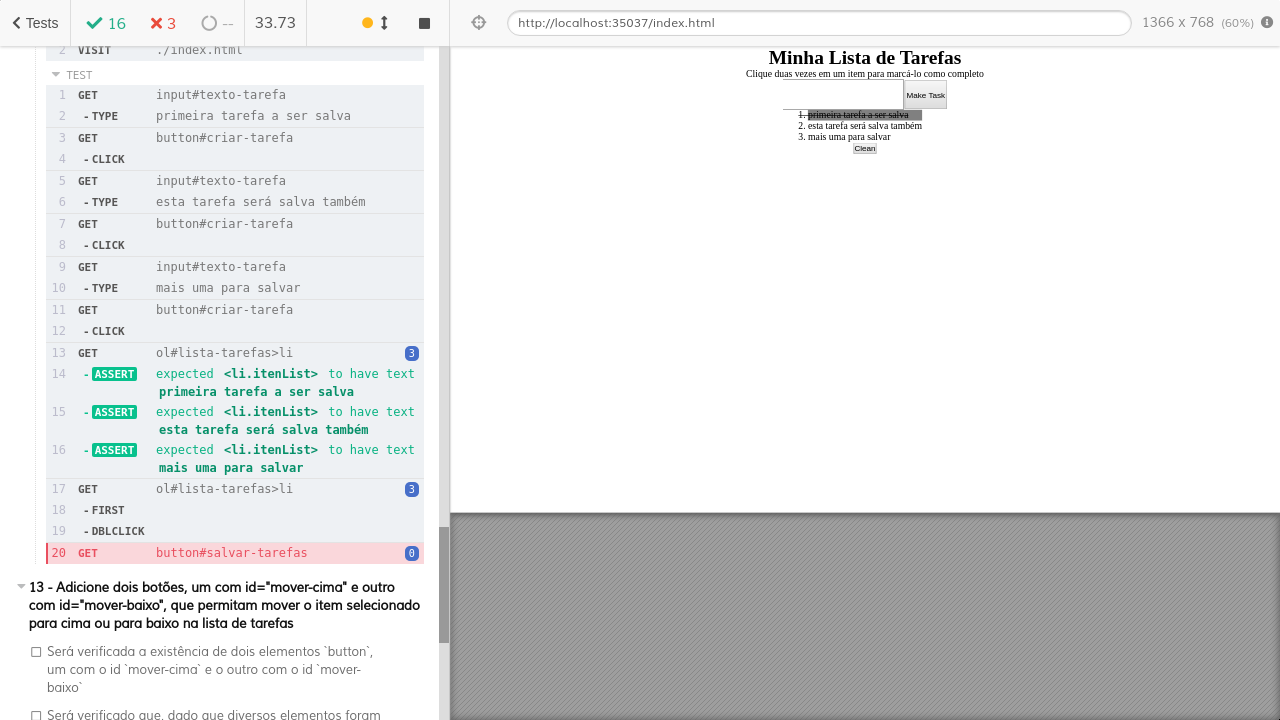 Tests 16 3 -- 33.73
http://localhost:35037/index.html 1366 x 768 (60%)
2 VISIT ./index.html
TEST
1 GET input#texto-tarefa
2 -TYPE primeira tarefa a ser salva
3 GET button#criar-tarefa
4 -CLICK
5 GET input#texto-tarefa
6 -TYPE esta tarefa será salva também
7 GET button#criar-tarefa
8 -CLICK
9 GET input#texto-tarefa
10 -TYPE mais uma para salvar
11 GET button#criar-tarefa
12 -CLICK
13 GET ol#lista-tarefas>li 3
14 -ASSERT expected <li.itenList> to have text
primeira tarefa a ser salva
15 -ASSERT expected <li.itenList> to have text
esta tarefa será salva também
16 -ASSERT expected <li.itenList> to have text
mais uma para salvar
17 GET ol#lista-tarefas>li 3
18 -FIRST
19 -DBLCLICK
20 GET button#salvar-tarefas 0
13 - Adicione dois botões, um com id="mover-cima" e outro
com id="mover-baixo", que permitam mover o item selecionado
para cima ou para baixo na lista de tarefas
Será verificada a existência de dois elementos `button`,
um com o id `mover-cima` e o outro com o id `mover-
baixo`
Será verificado que, dado que diversos elementos foram
Minha Lista de Tarefas
Clique duas vezes em um item para marcá-lo como completo
Make Task
1. primeira tarefa a ser salva
2. esta tarefa será salva também
3. mais uma para salvar
Clean